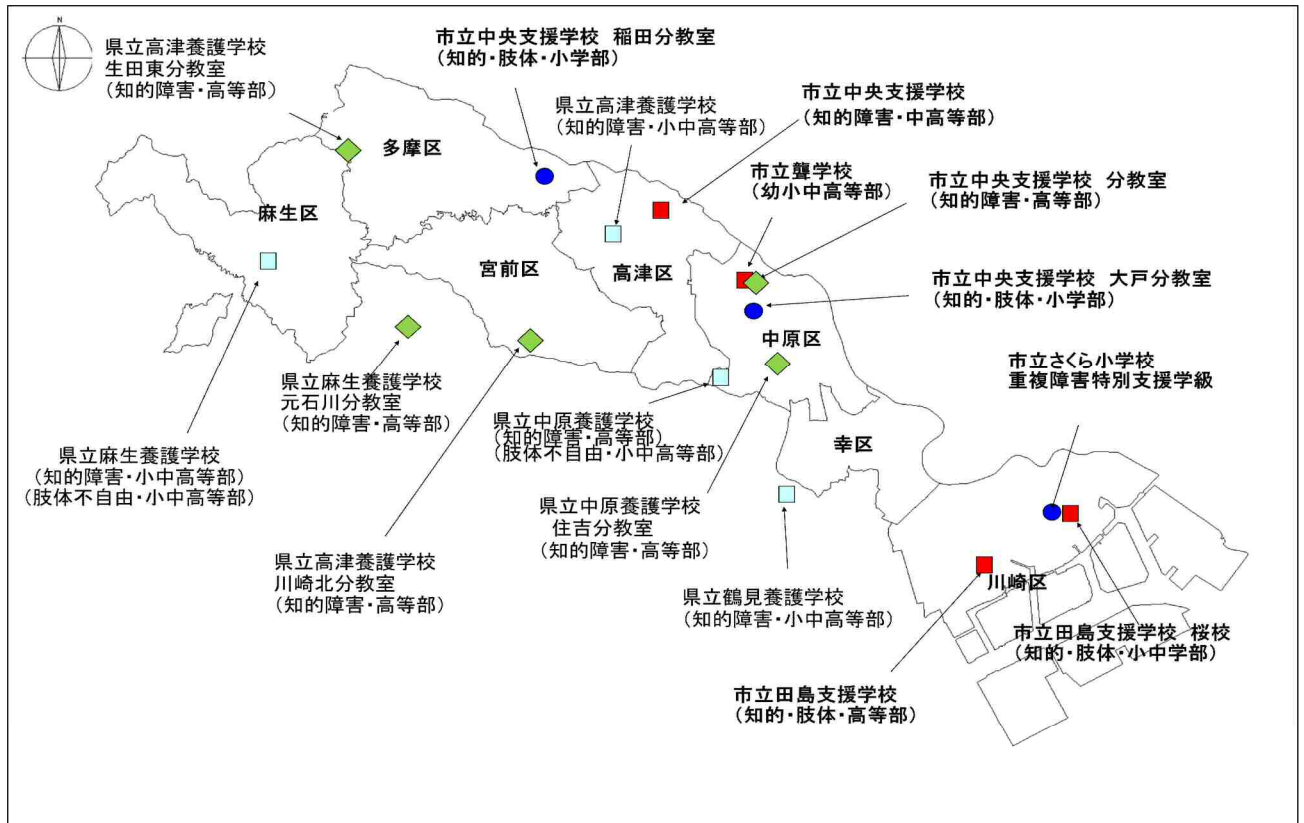 N
県立高津養護学校
生田東分教室
(知的障害・高等部)
市立中央支援学校 稲田分教室
(知的・肢体・小学部)
県立高津養護学校
(知的障害・小中高等部)
市立中央支援学校
(知的障害・中高等部)
市立聾学校
(幼小中高等部)
市立中央支援学校 分教室
(知的障害・高等部)
市立中央支援学校 大戸分教室
(知的・肢体・小学部)
市立さくら小学校
重複障害特別支援学級
多摩区
麻生区
宮前区
高津区
中原区
幸区
川崎区
県立麻生養護学校
元石川分教室
(知的障害・高等部)
県立麻生養護学校
(知的障害・小中高等部)
(肢体不自由・小中高等部)
県立中原養護学校
(知的障害・高等部)
(肢体不自由・小中高等部)
県立中原養護学校
住吉分教室
(知的障害・高等部)
県立高津養護学校
川崎北分教室
(知的障害・高等部)
県立鶴見養護学校
(知的障害・小中高等部)
市立田島支援学校 桜校
(知的・肢体・小中学部)
市立田島支援学校
(知的・肢体・高等部)